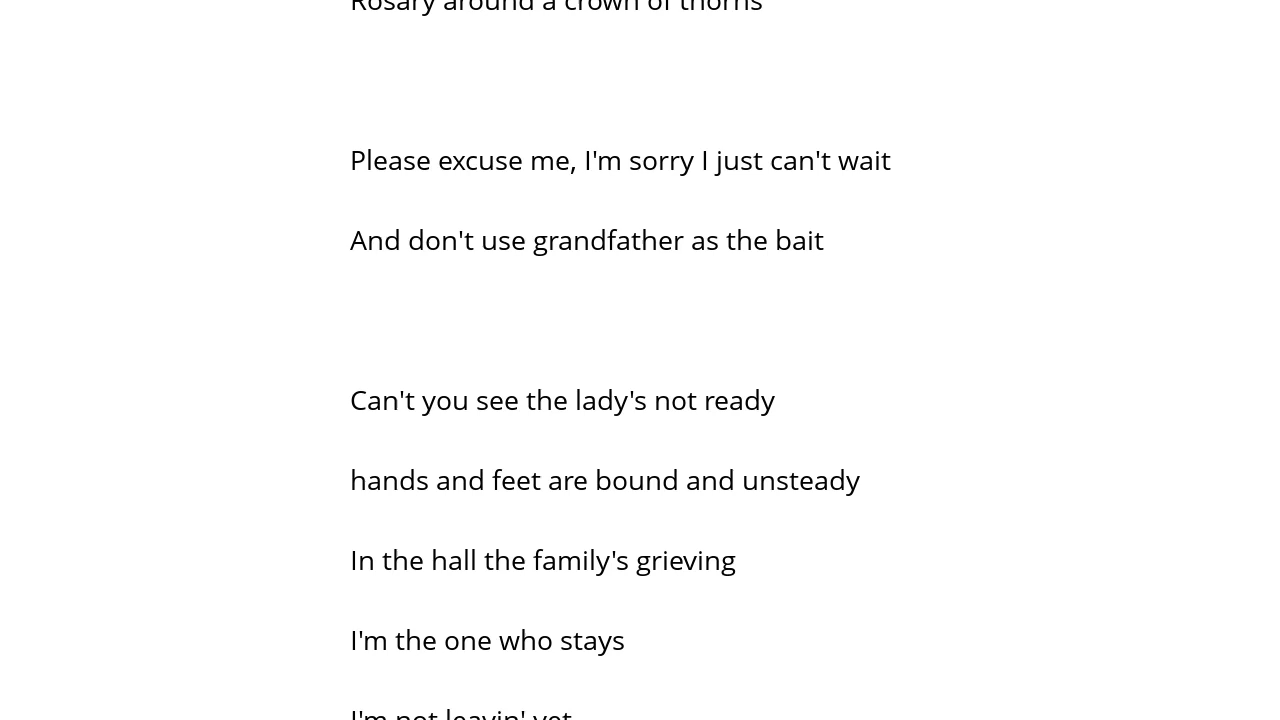 Rosary around a crown of thorns
Please excuse me, I'm sorry I just can't wait
And don't use grandfather as the bait
Can't you see the lady's not ready
hands and feet are bound and unsteady
In the hall the family's grieving
I'm the one who stays
I'm not leavin' yet